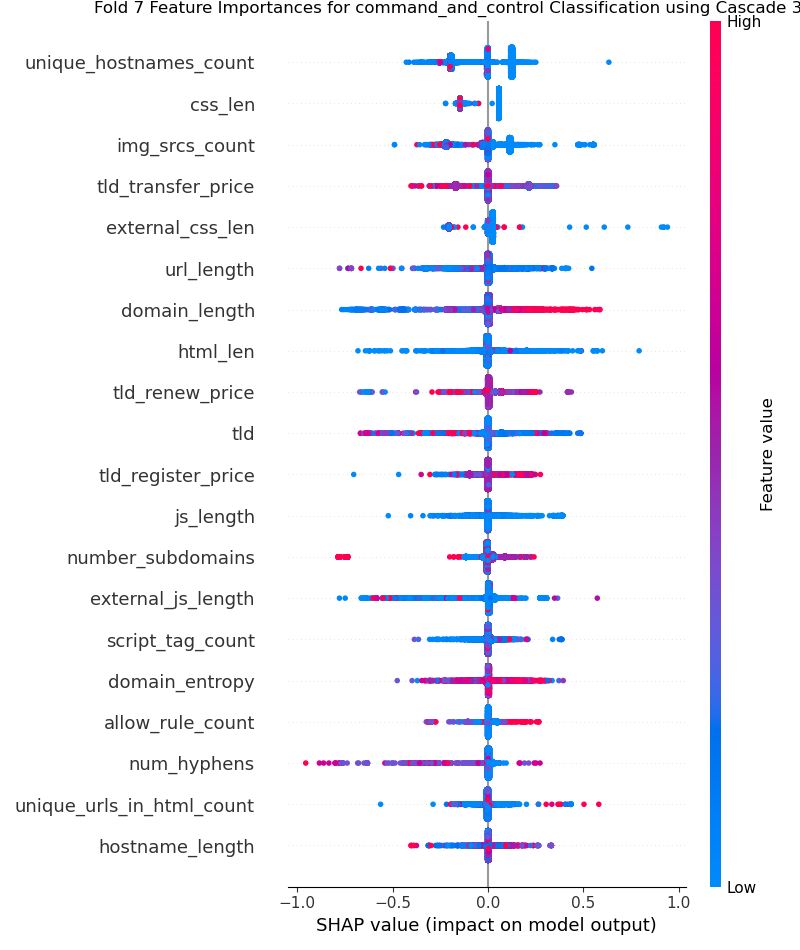 Fold 7 Feature Importances for command_and_control Classification using Cascade 3
High
unique_hostnames_count
css_len
img_srcs_count
tld_transfer_price
external_css_len
url_length
domain_length
html_len
tld_renew_price
tld
tld_register_price
js_length
number_subdomains
external_js_length
script_tag_count
domain_entropy
allow_rule_count
num_hyphens
unique_urls_in_html_count
hostname_length
Feature value
Low
−1.0 −0.5 0.0 0.5 1.0
SHAP value (impact on model output)